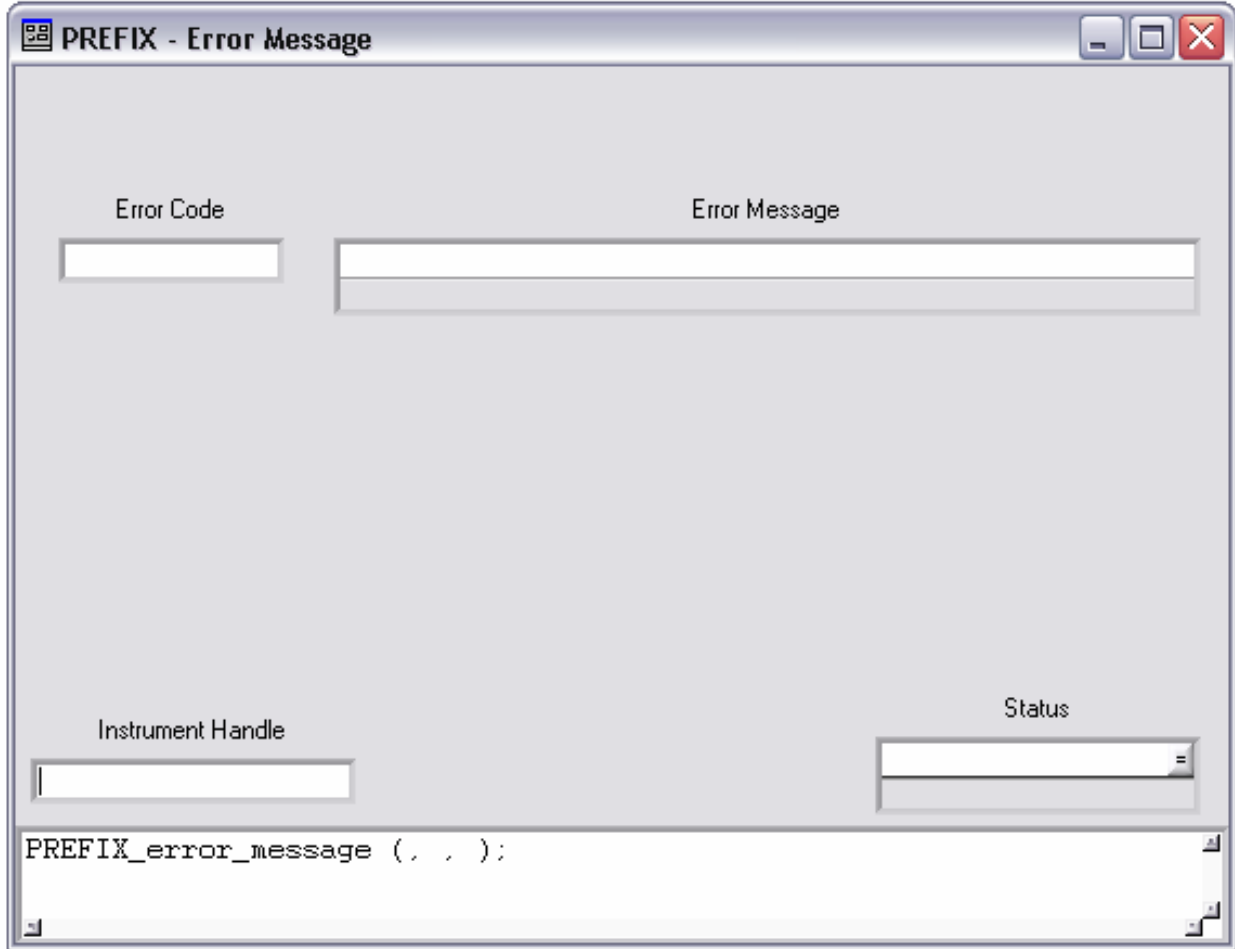 PREFIX - Error Message
Error Code
Error Message
Status
Instrument Handle
=
PREFIX_error_message (, , );